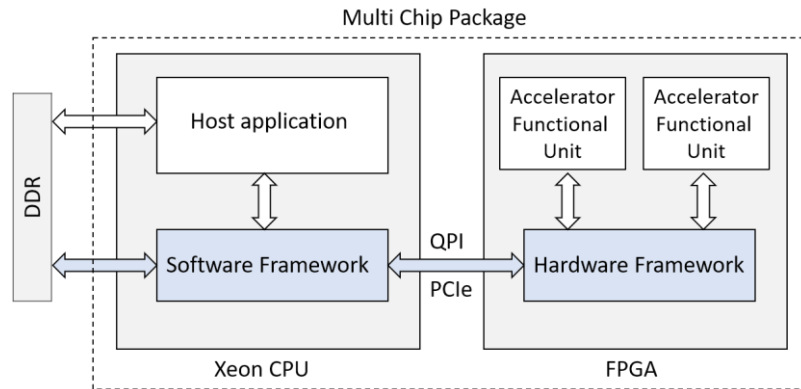 Multi Chip Package
Host application
Accelerator
Functional
Unit
Accelerator
Functional
Unit
DDR
Software Framework
QPI
PCIe
Hardware Framework
Xeon CPU
FPGA